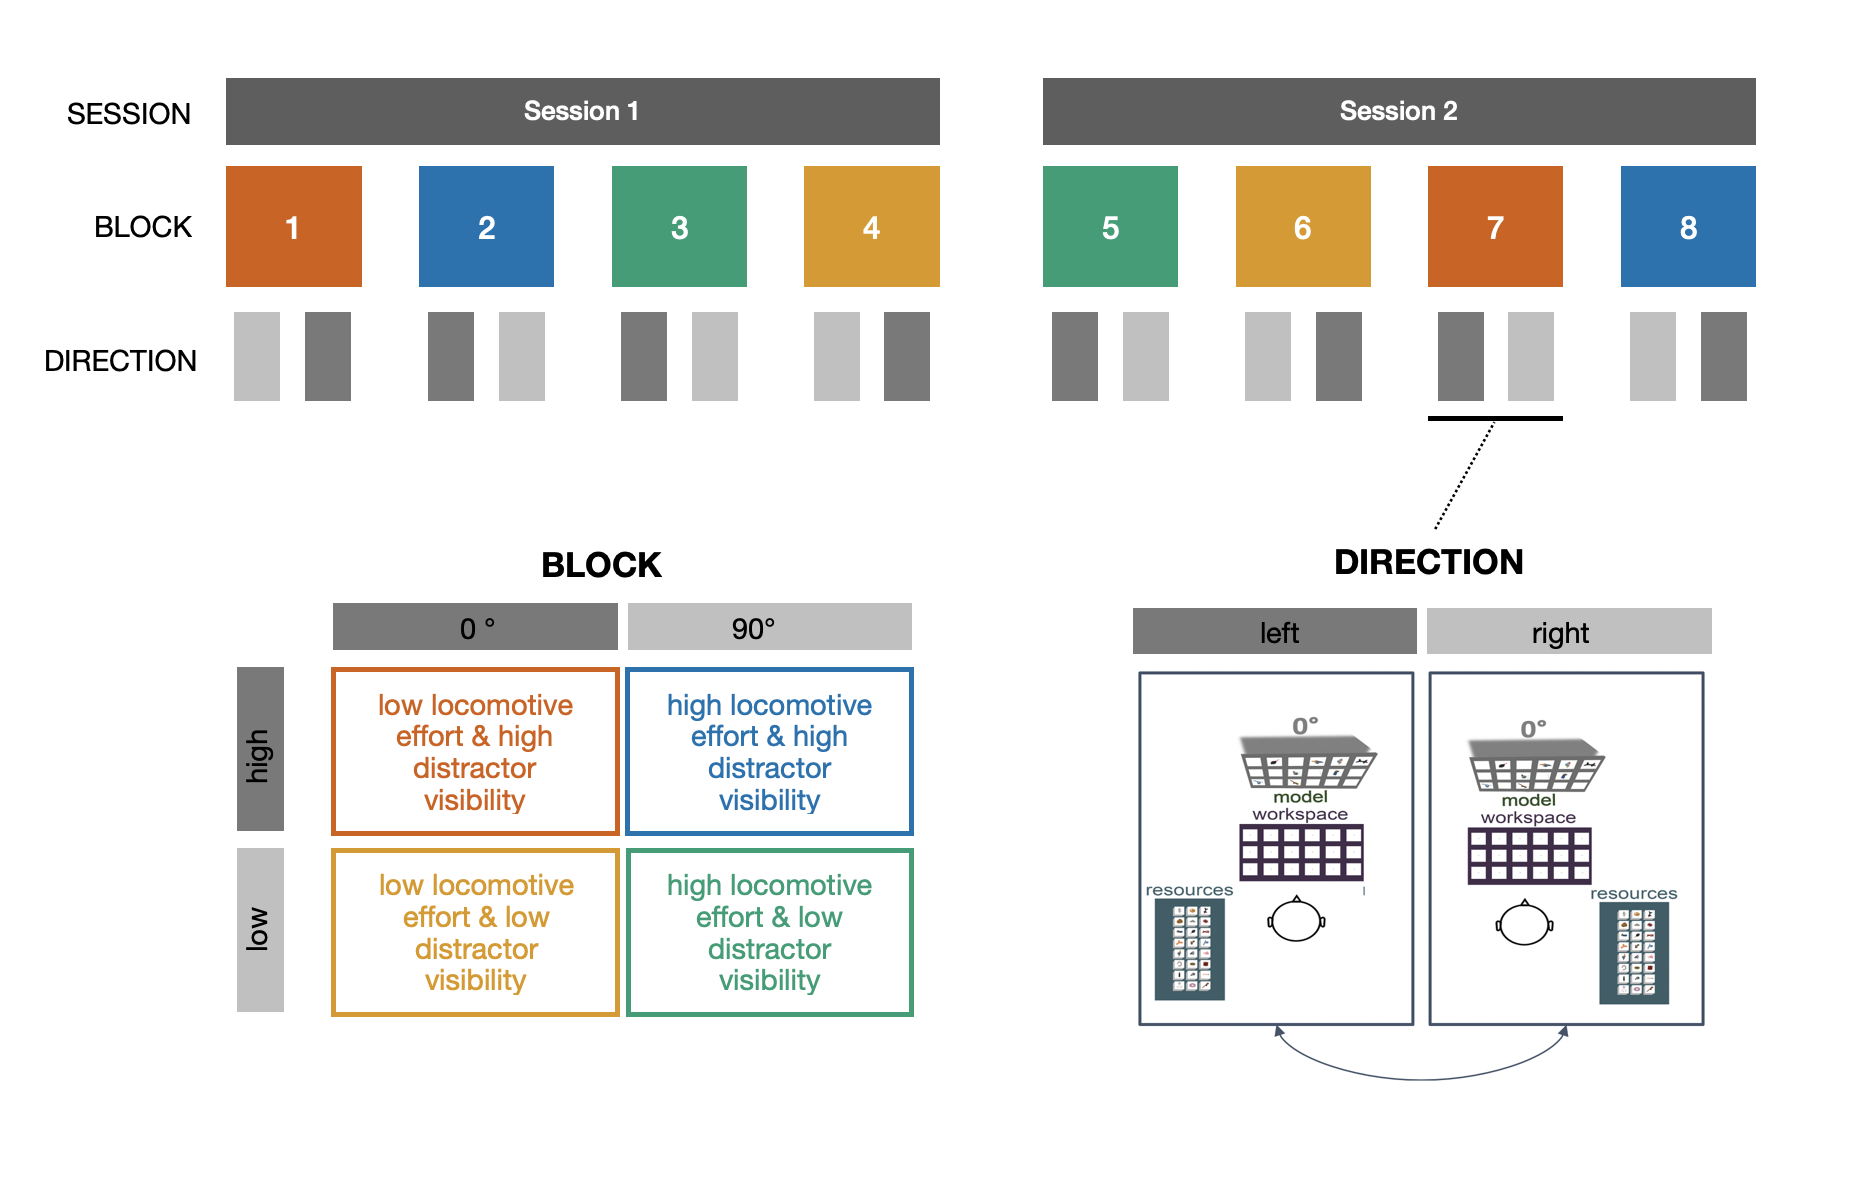 SESSION
Session 1
Session 2
BLOCK
1
2
3
4
5
6
7
8
DIRECTION
BLOCK
0 °
90°
high
low locomotive
effort & high
distractor
visibility
high locomotive
effort & high
distractor
visibility
low
low locomotive
effort & low
distractor
visibility
high locomotive
effort & low
distractor
visibility
DIRECTION
left
right
0°
model
workspace
resources
0°
model
workspace
resources